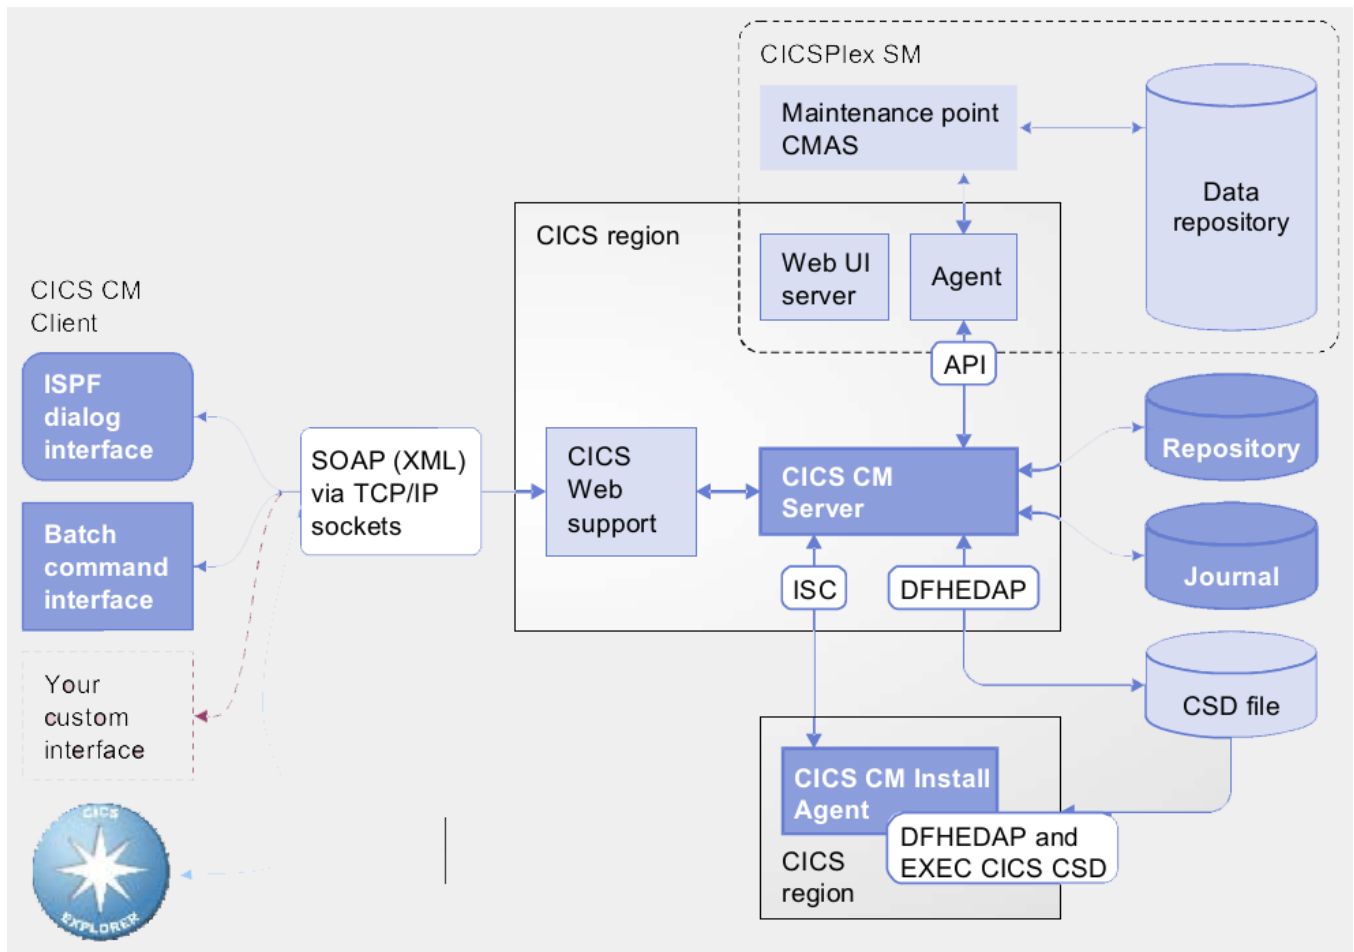 CICSPlex SM
Maintenance point
CMAS
Data
repository
CICS region
Web UI
server
Agent
API
CICS CM
Client
ISPF
dialog
interface
Batch
command
interface
Your
custom
interface
CICS
EXPLORER
SOAP (XML)
via TCP/IP
sockets
CICS
Web
support
CICS CM
Server
Repository
Journal
ISC
DFHEDAP
CSD file
CICS CM Install
Agent
DFHEDAP and
EXEC CICS CSD
CICS
region